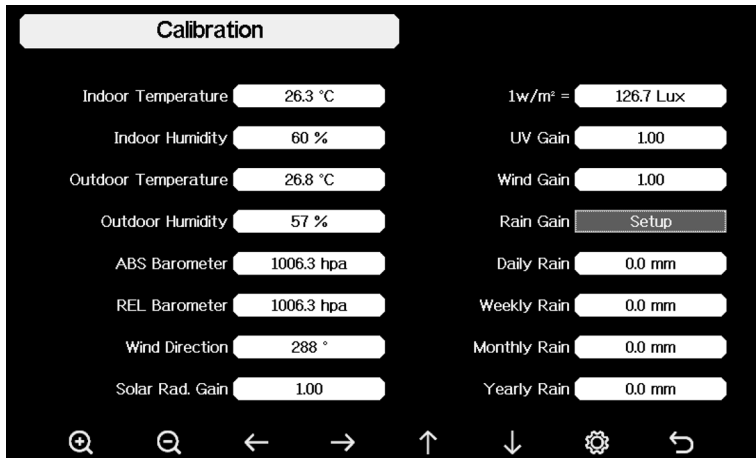 Calibration
Indoor Temperature 26.3 °C
Indoor Humidity 60 %
Outdoor Temperature 26.8 °C
Outdoor Humidity 57 %
ABS Barometer 1006.3 hpa
REL Barometer 1006.3 hpa
Wind Direction 288 °
Solar Rad. Gain 1.00
1w/m² = 126.7 Lux
UV Gain 1.00
Wind Gain 1.00
Rain Gain Setup
Daily Rain 0.0 mm
Weekly Rain 0.0 mm
Monthly Rain 0.0 mm
Yearly Rain 0.0 mm